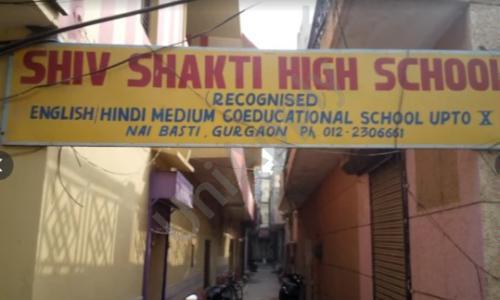 SHIV SHAKTI HIGH SCHOOL
(RECOGNISED)
ENGLISH/HINDI MEDIUM COEDUCATIONAL SCHOOL UPTO X
NAI BASTI, GURGAON Ph 012-2306661